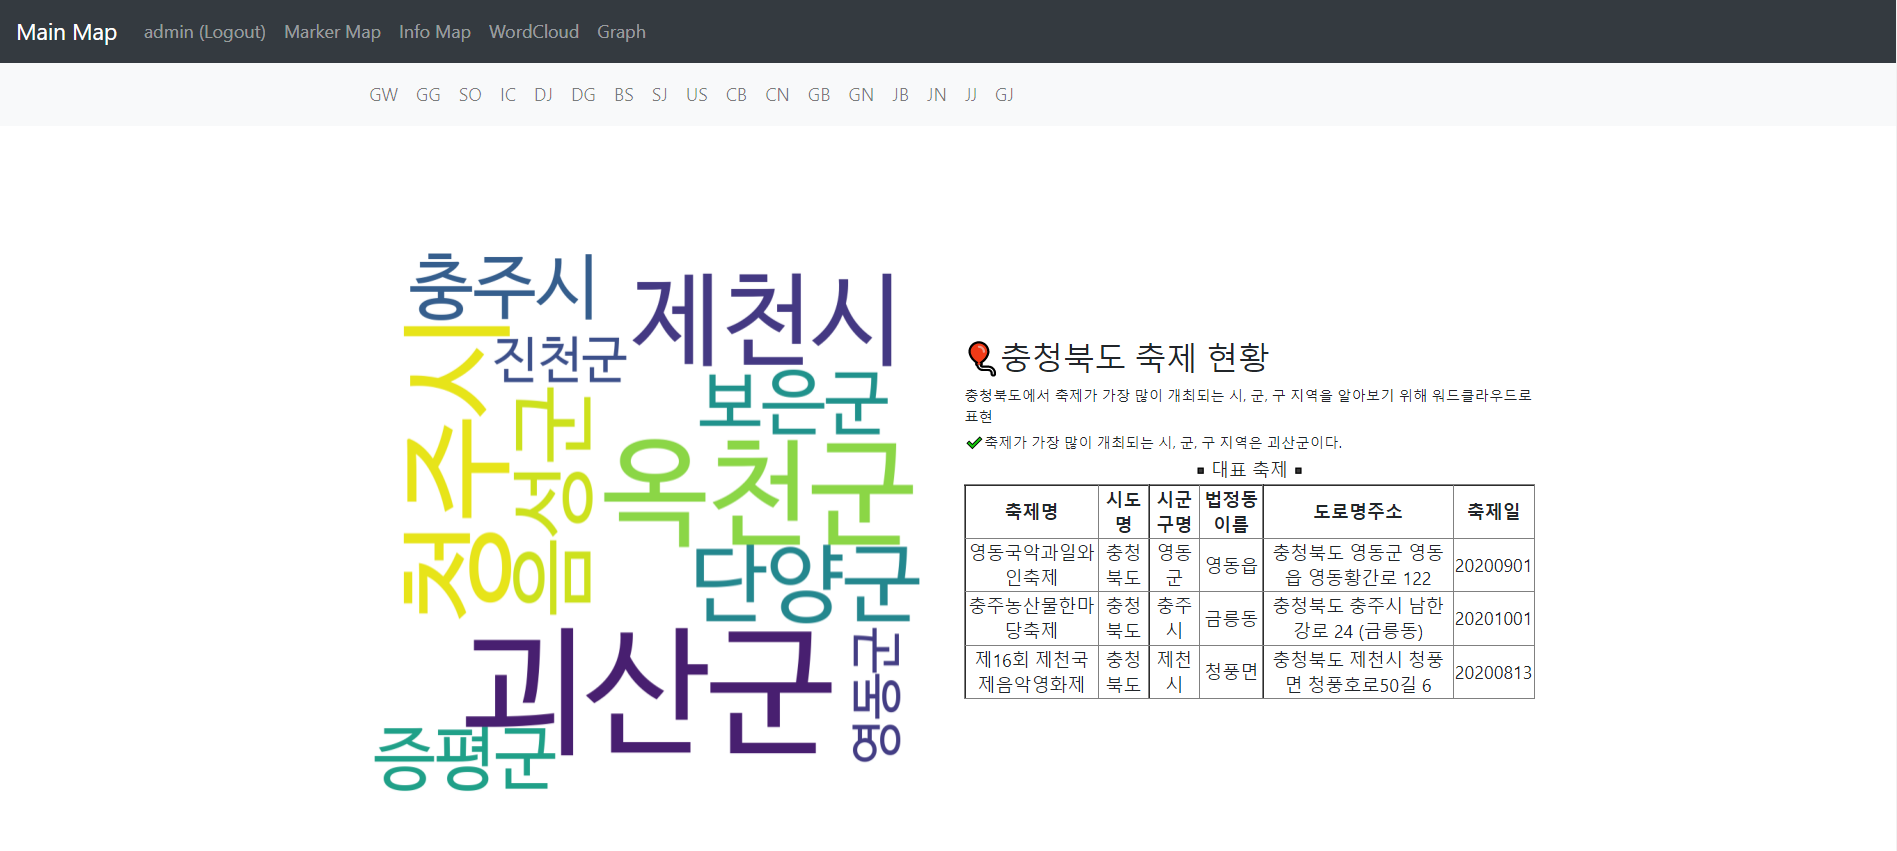 Main Map admin (Logout) Marker Map Info Map WordCloud Graph
GW GG SO IC DJ DG BS SJ US CB CN GB GN JB JN JJ GJ
충주시
제천시
청주시
진천군
보은군
음성군
옥천군
단양군
괴산군
영동군
증평군
충청북도 축제 현황
충청북도에서 축제가 가장 많이 개최되는 시, 군, 구 지역을 알아보기 위해 워드클라우드로
표현
✔축제가 가장 많이 개최되는 시, 군, 구 지역은 괴산군이다.
▪ 대표 축제 ▪
축제명 시도명 시군구명 법정동이름 도로명주소 축제일
영동국악과일와인축제 충청북도 영동군 영동읍 충청북도 영동군 영동읍 영동황간로 122 20200901
충주농산물한마당축제 충청북도 충주시 금릉동 충청북도 충주시 남한강로 24 (금릉동) 20201001
제16회 제천국제음악영화제 충청북도 제천시 청풍면 충청북도 제천시 청풍면 청풍호로50길 6 20200813